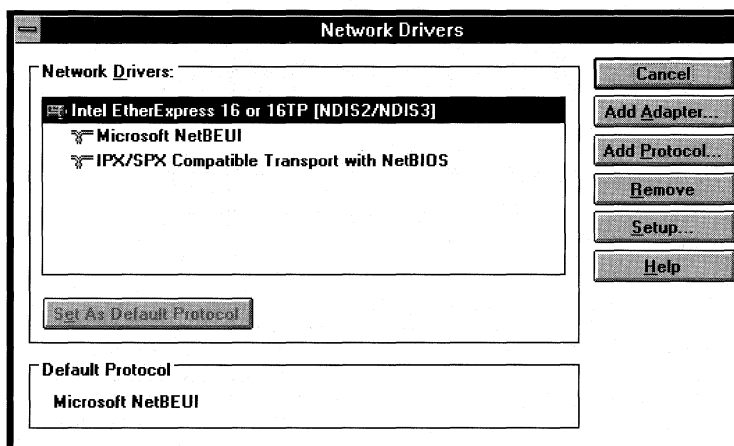 Network Drivers
Network Drivers:
Intel EtherExpress 16 or 16TP [NDIS2/NDIS3]
Microsoft NetBEUI
IPX/SPX Compatible Transport with NetBIOS
Set As Default Protocol
Default Protocol
Microsoft NetBEUI
Cancel
Add Adapter...
Add Protocol...
Remove
Setup...
Help